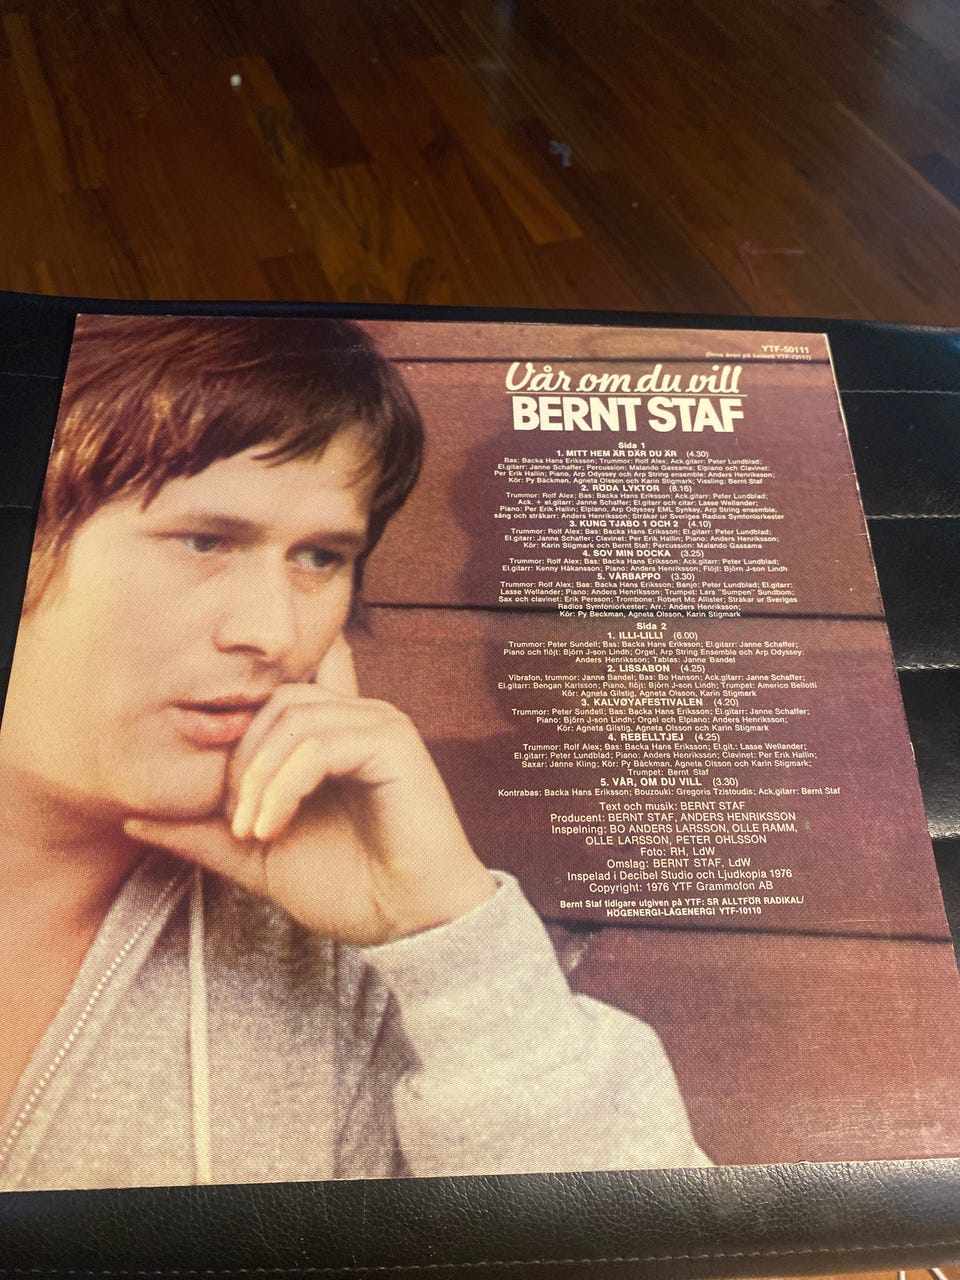 YTF-50111
(finns även på kassett YTF-73111)
Vår om du vill
BERNT STAF
Sida 1
1. MITT HEM ÄR DÄR DU ÄR (4.30)
Bas: Backa Hans Eriksson; Trummor: Rolf Alex; Ack.gitarr: Peter Lundblad;
El.gitarr: Janne Schaffer; Percussion: Malando Gassama; Elpiano och Clavinet:
Per Erik Hallin; Piano, Arp Odyssey och Arp String ensemble: Anders Henriksson;
Kör: Py Bäckman, Agneta Olsson och Karin Stigmark; Vissling: Bernt Staf
2. RÖDA LYKTOR (8.16)
Trummor: Rolf Alex; Bas: Backa Hans Eriksson; Ack.gitarr: Peter Lundblad;
Ack. + el.gitarr: Janne Schaffer; El.gitarr och citar: Lasse Wellander;
Piano: Per Erik Hallin; Elpiano, Arp Odyssey EML Synkey, Arp String ensemble,
sång och stråkarr: Anders Henriksson; Stråkar ur Sveriges Radios Symfoniorkester
3. KUNG TJABO 1 OCH 2 (4.10)
Trummor: Rolf Alex; Bas: Backa Hans Eriksson; Ack.gitarr: Peter Lundblad;
El.gitarr: Janne Schaffer; Clavinet: Per Erik Hallin; Piano: Anders Henriksson;
Kör: Karin Stigmark och Bernt Staf; Percussion: Malando Gassama
4. SOV MIN DOCKA (3.25)
Trummor: Rolf Alex; Bas: Backa Hans Eriksson; Ack.gitarr: Peter Lundblad;
El.gitarr: Kenny Håkansson; Piano: Anders Henriksson; Flöjt: Björn J-son Lindh
5. VÅRBAPPO (3.30)
Trummor: Rolf Alex; Bas: Backa Hans Eriksson; Banjo: Peter Lundblad; El.gitarr:
Lasse Wellander; Piano: Anders Henriksson; Trumpet: Lars "Sumpen" Sundbom;
Sax och clavinet: Erik Persson; Trombone: Robert Mc Allister; Stråkar ur Sveriges
Radios Symfoniorkester; Arr.: Anders Henriksson;
Kör: Py Beckman, Agneta Olsson, Karin Stigmark
Sida 2
1. ILLI-LILLI (6.00)
Trummor: Peter Sundell; Bas: Backa Hans Eriksson; El.gitarr: Janne Schaffer;
Piano och flöjt: Björn J-son Lindh; Orgel, Arp String Ensemble och Arp Odyssey:
Anders Henriksson; Tablas: Janne Bandel
2. LISSABON (4.25)
Vibrafon, trummor: Janne Bandel; Bas: Bo Hanson; Ack.gitarr: Janne Schaffer;
El.gitarr: Bengan Karlsson; Piano, flöjt: Björn J-son Lindh; Trumpet: Americo Bellotti
Kör: Agneta Gilstig, Agneta Olsson, Karin Stigmark
3. KALVØYAFESTIVALEN (4.20)
Trummor: Peter Sundell; Bas: Backa Hans Eriksson; El.gitarr: Janne Schaffer;
Piano: Björn J-son Lindh; Orgel och Elpiano: Anders Henriksson;
Kör: Agneta Gilstig, Agneta Olsson, och Karin Stigmark
4. REBELLTJEJ (4.25)
Trummor: Rolf Alex; Bas: Backa Hans Eriksson; El.git.: Lasse Wellander;
El.gitarr: Peter Lundblad; Piano: Anders Henriksson; Clavinet: Per Erik Hallin;
Saxar: Janne Kling; Kör: Py Bäckman, Agneta Olsson och Karin Stigmark;
Trumpet: Bernt Staf
5. VÅR, OM DU VILL (3.30)
Kontrabas: Backa Hans Eriksson; Bouzouki: Gregoris Tzistoudis; Ack.gitarr: Bernt Staf
Text och musik: BERNT STAF
Producent: BERNT STAF, ANDERS HENRIKSSON
Inspelning: BO ANDERS LARSSON, OLLE RAMM,
OLLE LARSSON, PETER OHLSSON
Foto: RH, LdW
Omslag: BERNT STAF, LdW
Inspelad i Decibel Studio och Ljudkopia 1976
Copyright: 1976 YTF Grammofon AB
Bernt Staf tidigare utgiven på YTF: SR ALLTFÖR RADIKAL/
HÖGENERGI-LÅGENERGI YTF-10110